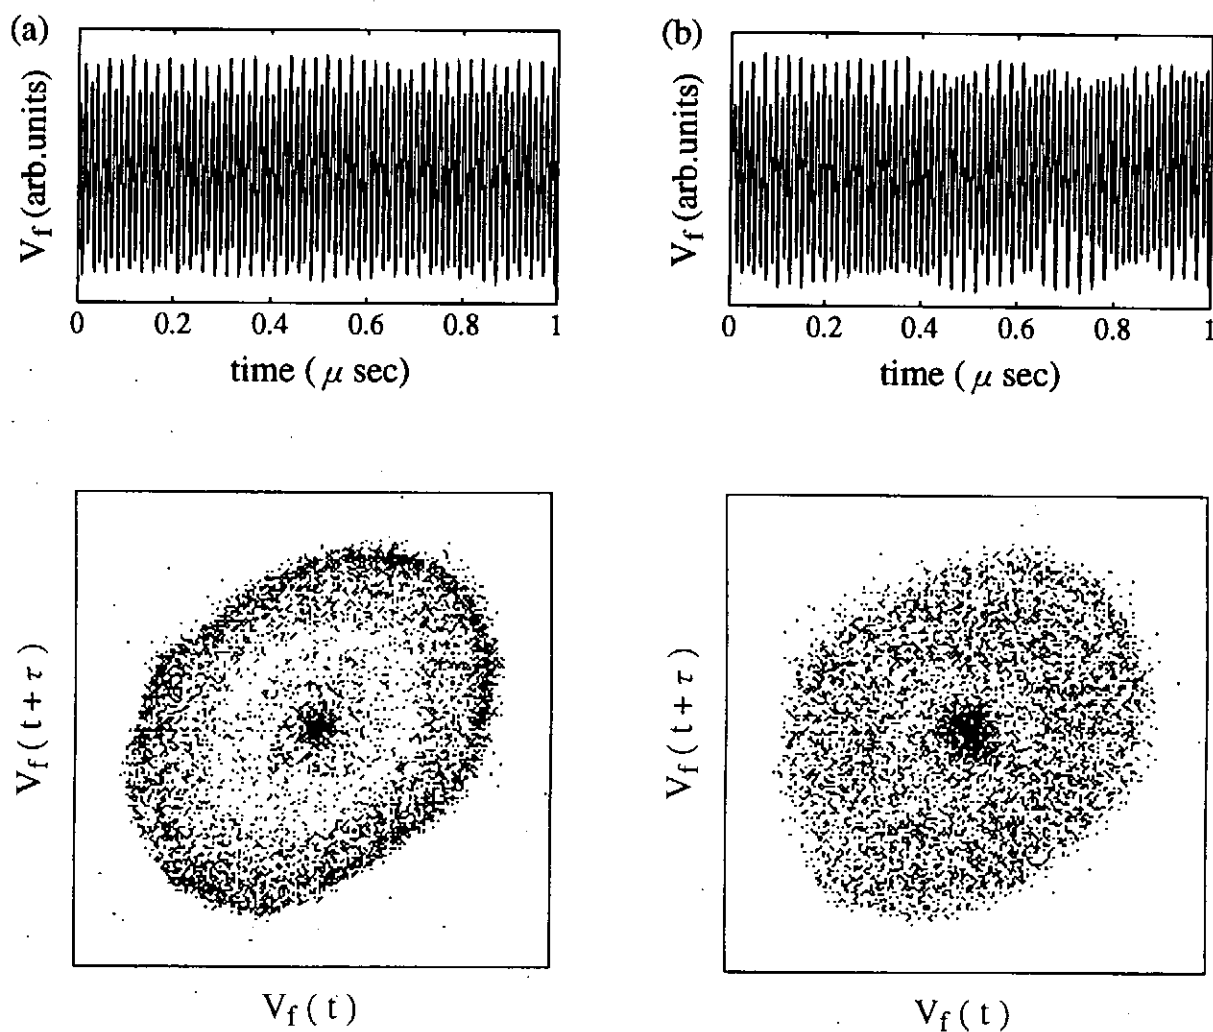 (a)
V_f (arb.units)
0 0.2 0.4 0.6 0.8 1
time ( μ sec)
(b)
V_f (arb.units)
0 0.2 0.4 0.6 0.8 1
time ( μ sec)
V_f ( t + τ )
V_f ( t )
V_f ( t + τ )
V_f ( t )